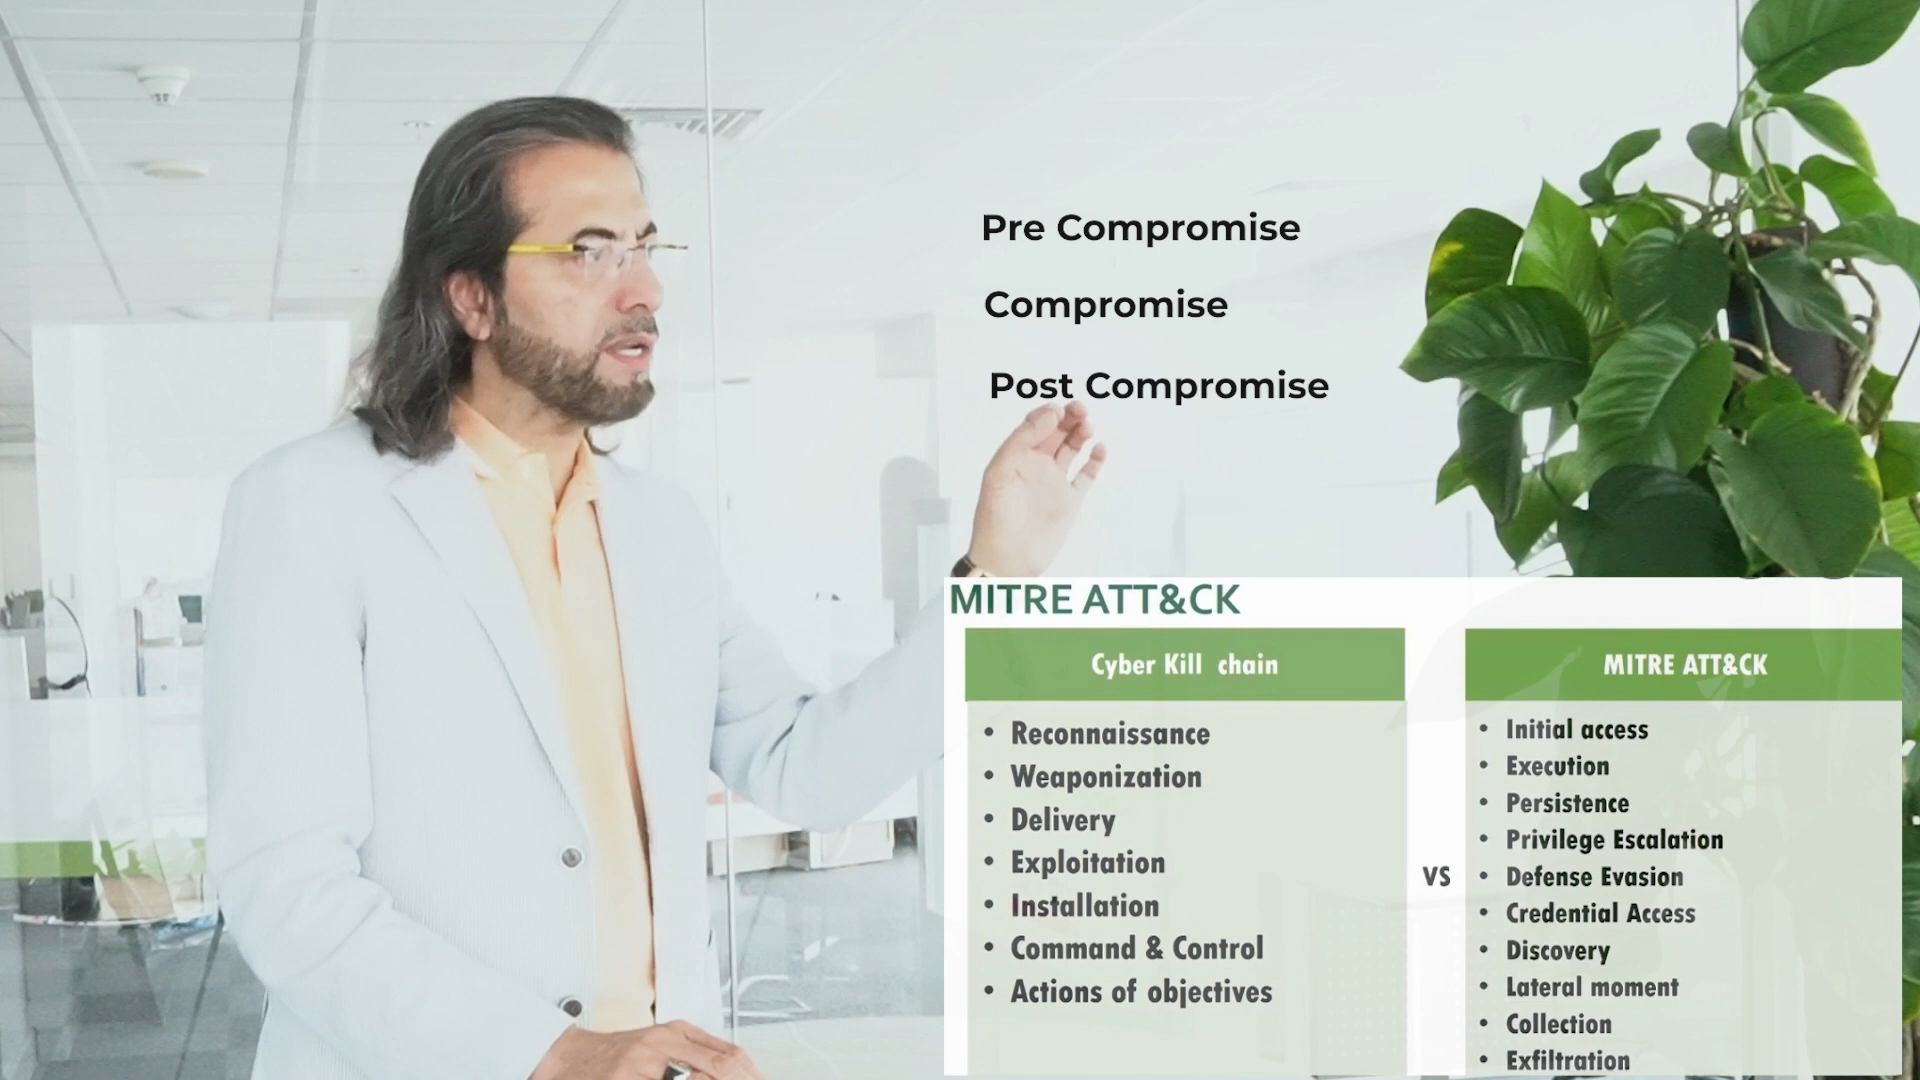 Pre Compromise
Compromise
Post Compromise
MITRE ATT&CK
Cyber Kill chain
• Reconnaissance
• Weaponization
• Delivery
• Exploitation
• Installation
• Command & Control
• Actions of objectives
VS
MITRE ATT&CK
• Initial access
• Execution
• Persistence
• Privilege Escalation
• Defense Evasion
• Credential Access
• Discovery
• Lateral moment
• Collection
• Exfiltration